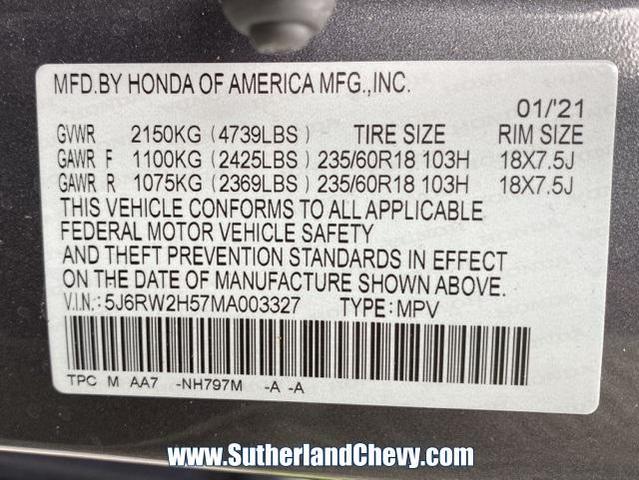 MFD.BY HONDA OF AMERICA MFG.,INC.
01/'21
GVWR 2150KG (4739LBS) TIRE SIZE RIM SIZE
GAWR F 1100KG (2425LBS) 235/60R18 103H 18X7.5J
GAWR R 1075KG (2369LBS) 235/60R18 103H 18X7.5J
THIS VEHICLE CONFORMS TO ALL APPLICABLE
FEDERAL MOTOR VEHICLE SAFETY
AND THEFT PREVENTION STANDARDS IN EFFECT
ON THE DATE OF MANUFACTURE SHOWN ABOVE.
V.I.N.:5J6RW2H57MA003327 TYPE:MPV
TPC M AA7 -NH797M -A -A
www.SutherlandChevy.com